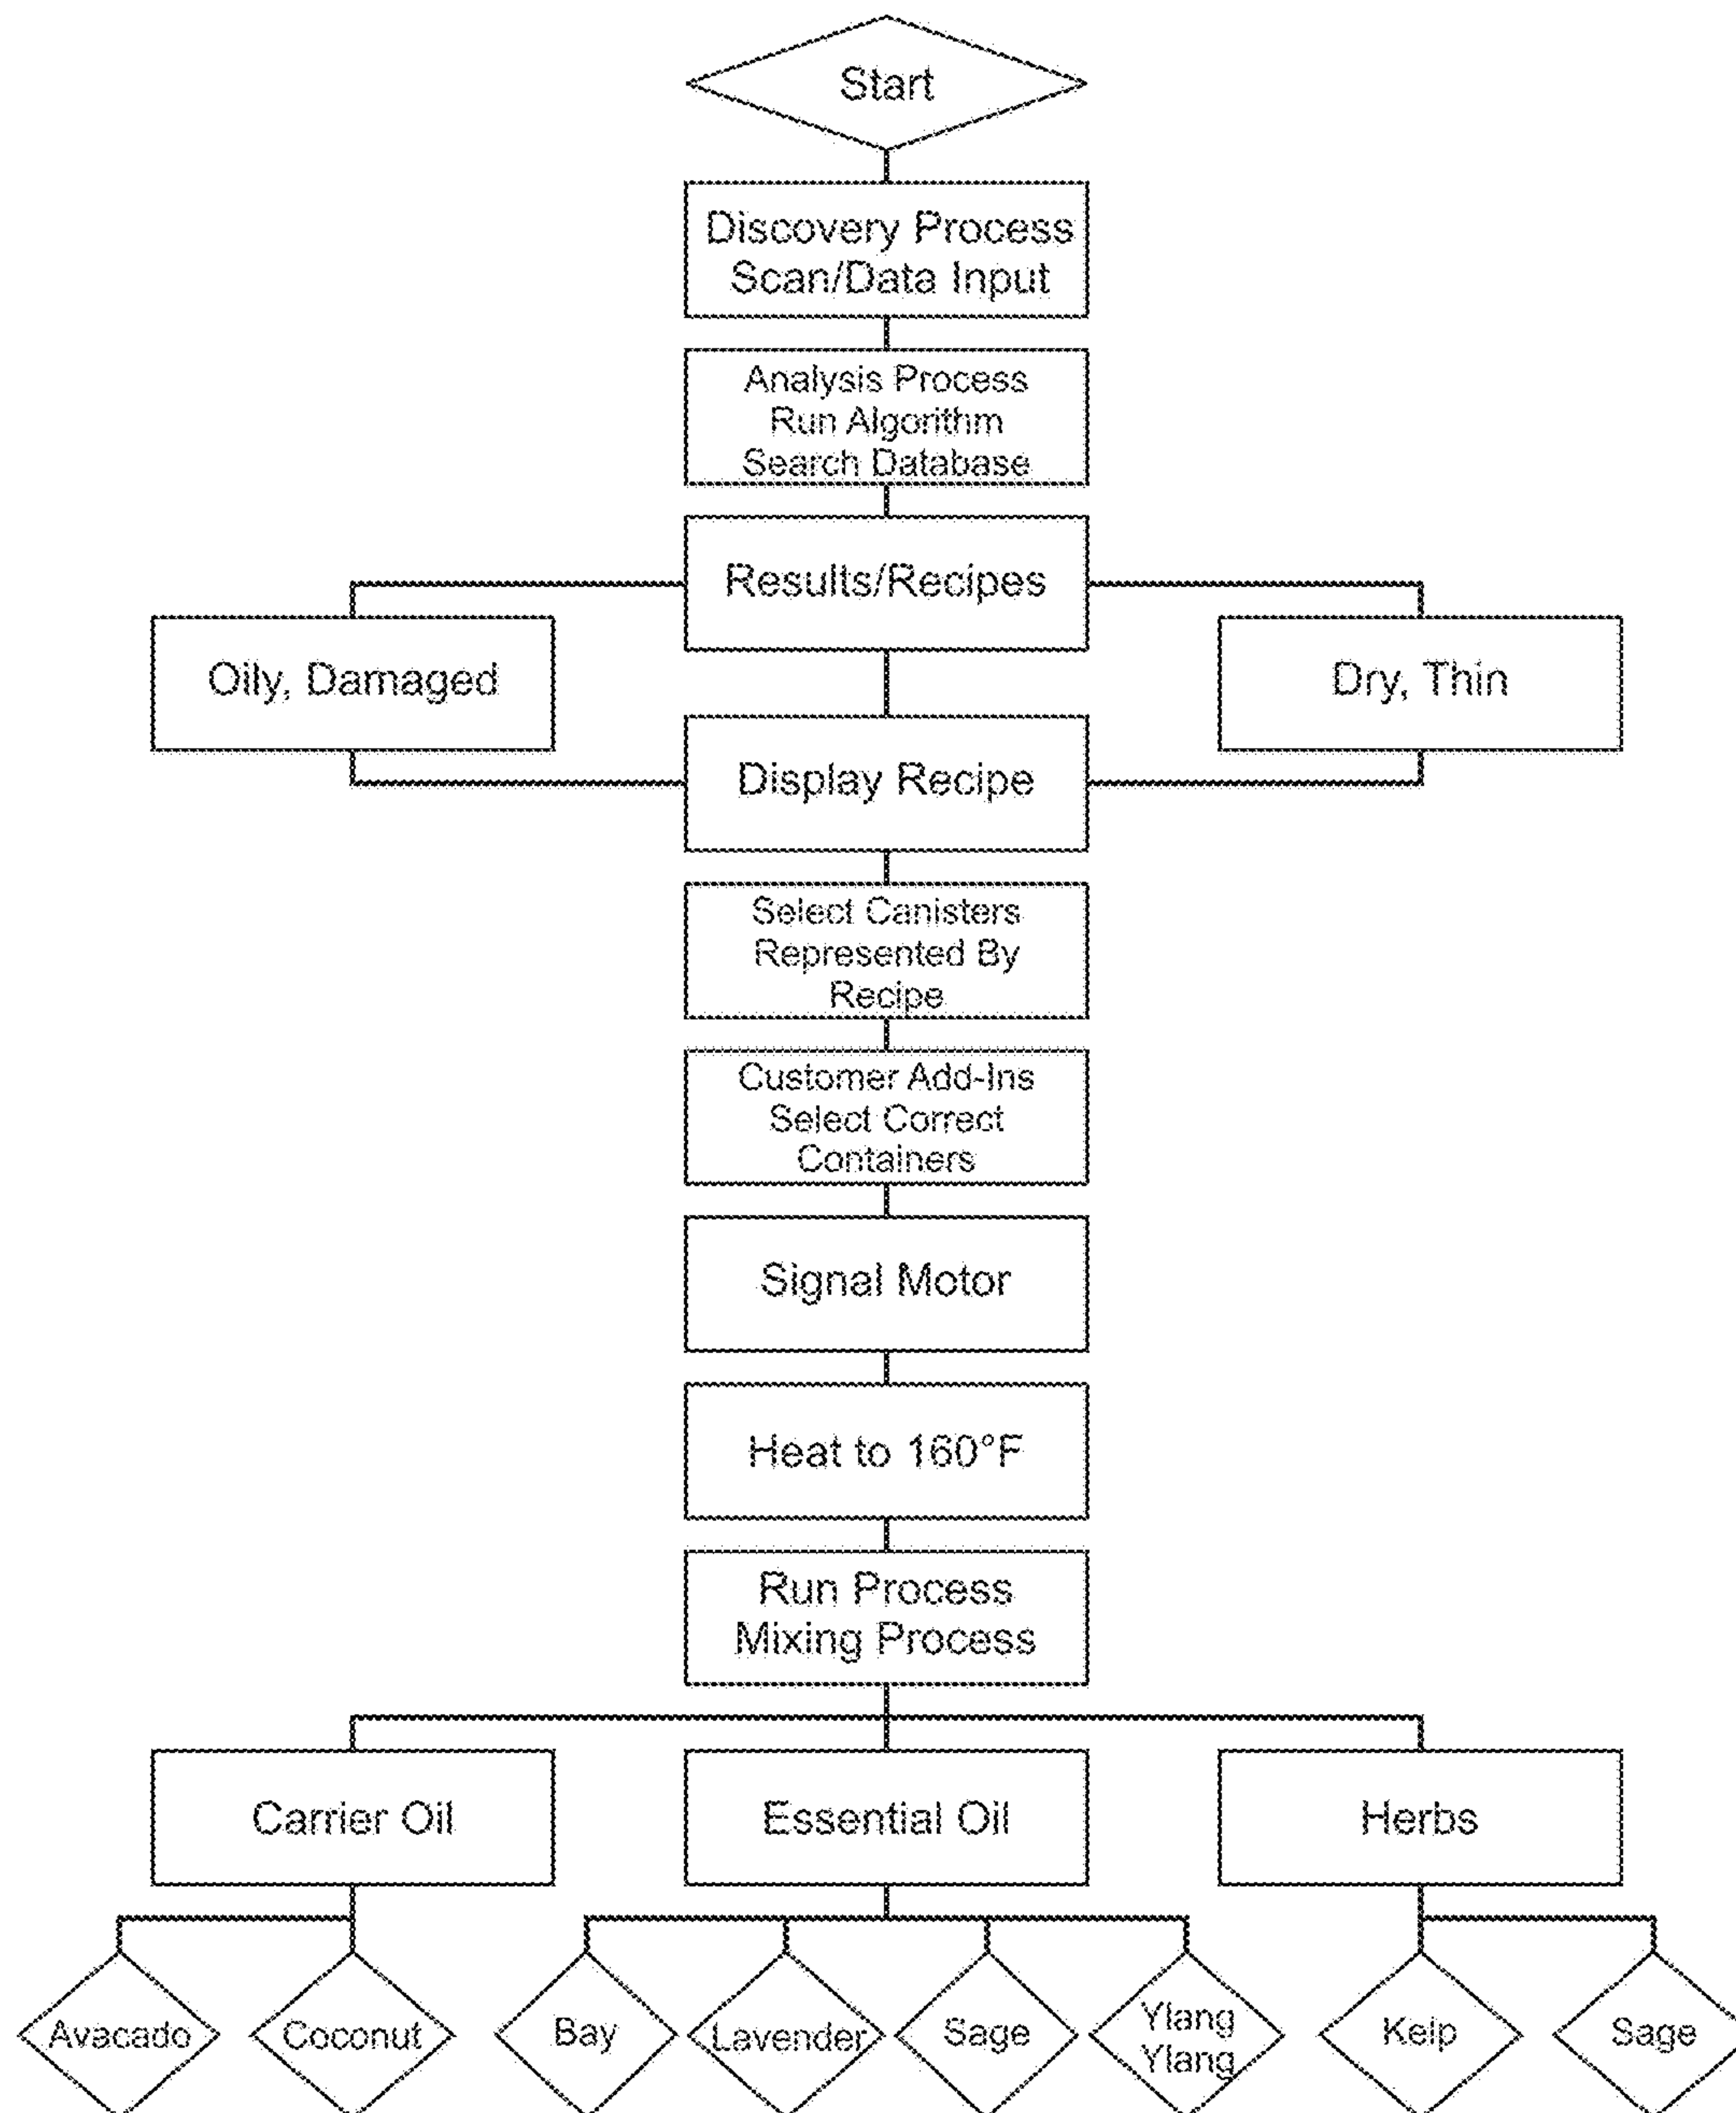 Start
Discovery Process
Scan/Data Input
Analysis Process
Run Algorithm
Search Database
Results/Recipes
Oily, Damaged
Dry, Thin
Display Recipe
Select Canisters
Represented By
Recipe
Customer Add-Ins
Select Correct
Containers
Signal Motor
Heat to 160°F
Run Process
Mixing Process
Carrier Oil
Essential Oil
Herbs
Avacado
Coconut
Bay
Lavender
Sage
Ylang
Ylang
Kelp
Sage